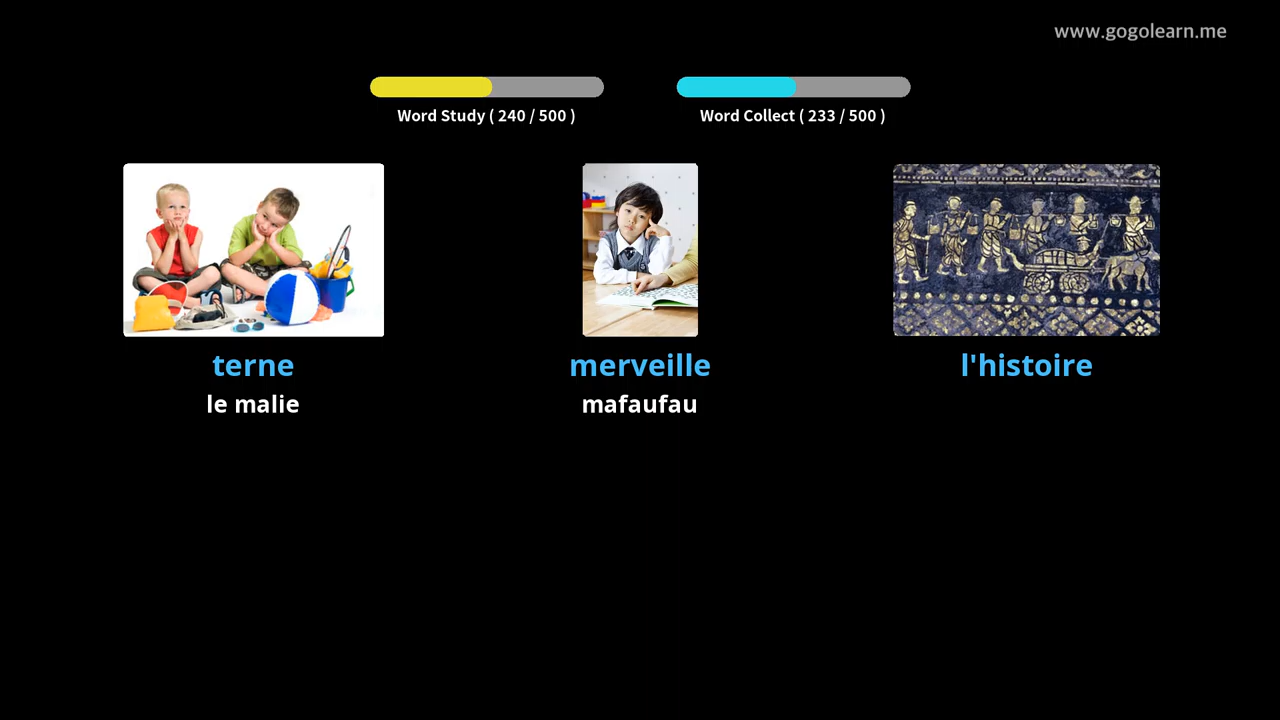 www.gogolearn.me
Word Study ( 240 / 500 )
Word Collect ( 233 / 500 )
terne
merveille
l'histoire
le malie
mafaufau